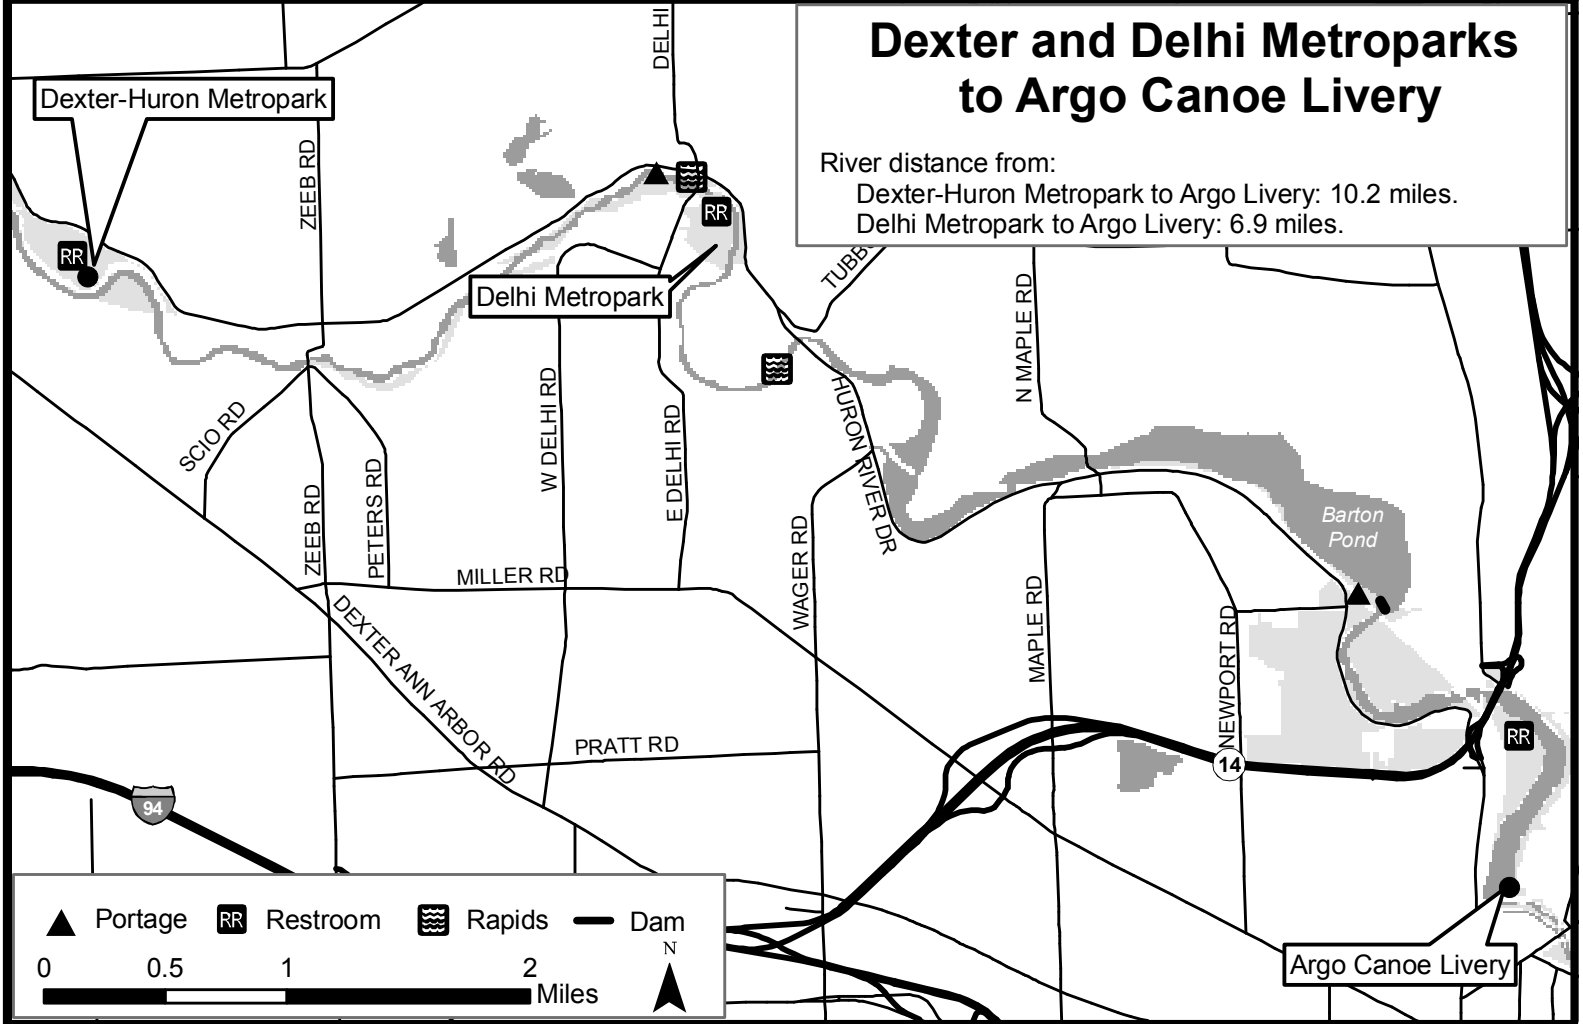 Dexter and Delhi Metroparks
to Argo Canoe Livery
River distance from:
Dexter-Huron Metropark to Argo Livery: 10.2 miles.
Delhi Metropark to Argo Livery: 6.9 miles.
DELHI
Dexter-Huron Metropark
ZEEB RD
RR
RR
Delhi Metropark
TUBBS
N MAPLE RD
SCIO RD
W DELHI RD
E DELHI RD
HURON RIVER DR
ZEEB RD
PETERS RD
WAGER RD
Barton
Pond
MILLER RD
DEXTER ANN ARBOR RD
MAPLE RD
NEWPORT RD
PRATT RD
RR
14
94
Portage
RR
Restroom
Rapids
Dam
N
0 0.5 1 2
Miles
Argo Canoe Livery